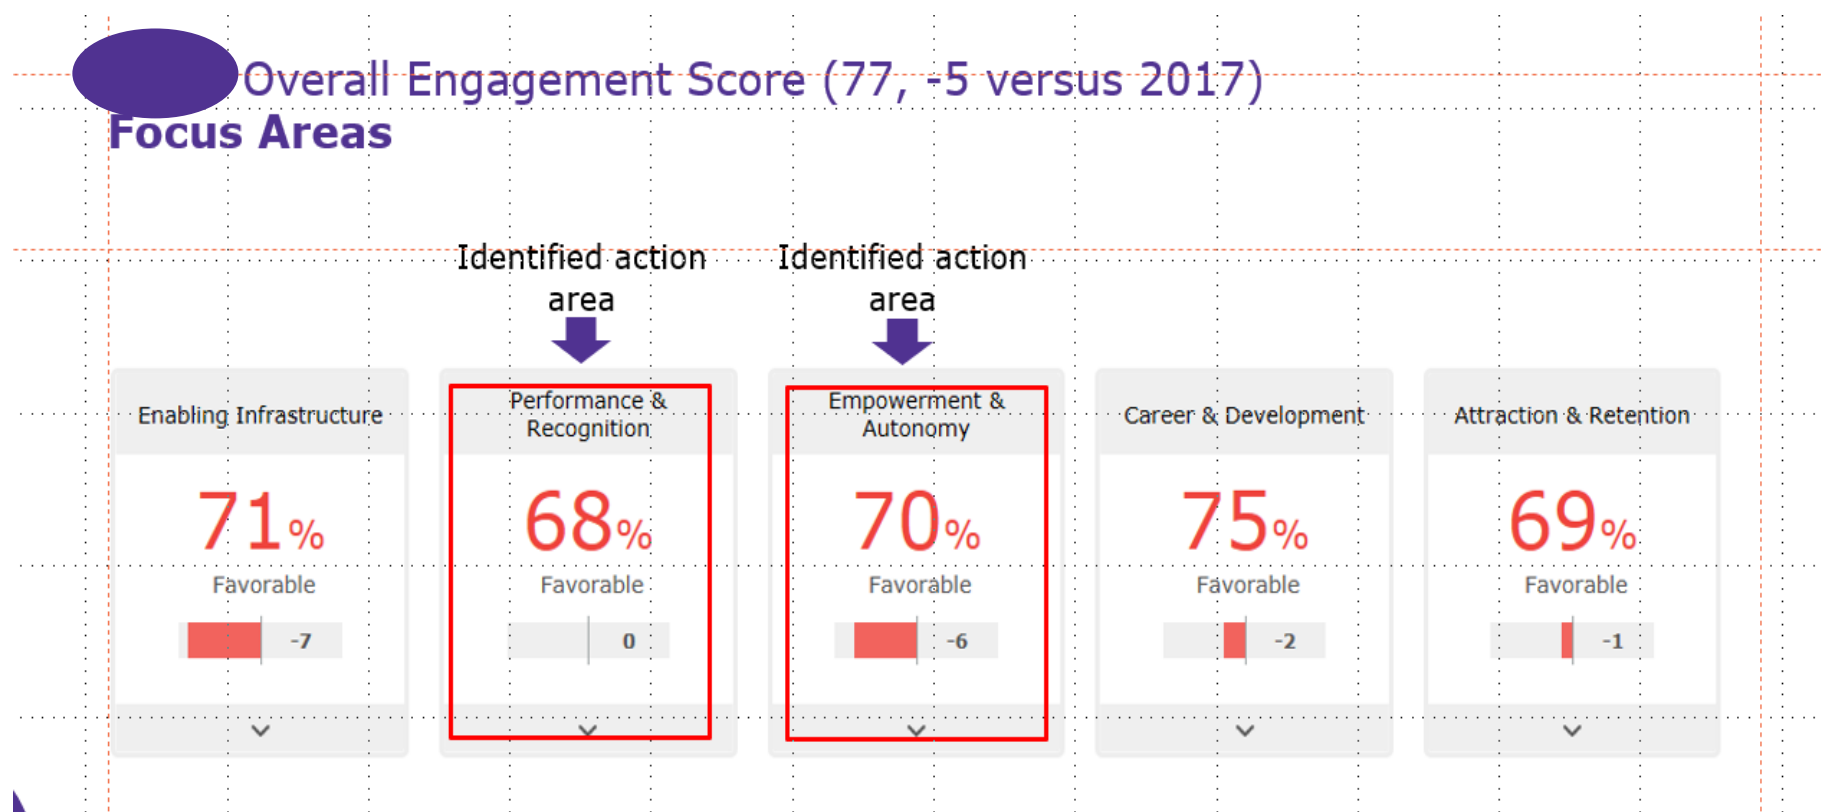 Overall Engagement Score (77, -5 versus 2017)
Focus Areas
Identified action
area
Identified action
area
Enabling Infrastructure
71%
Favorable
-7
Performance &
Recognition
68%
Favorable
0
Empowerment &
Autonomy
70%
Favorable
-6
Career & Development
75%
Favorable
-2
Attraction & Retention
69%
Favorable
-1